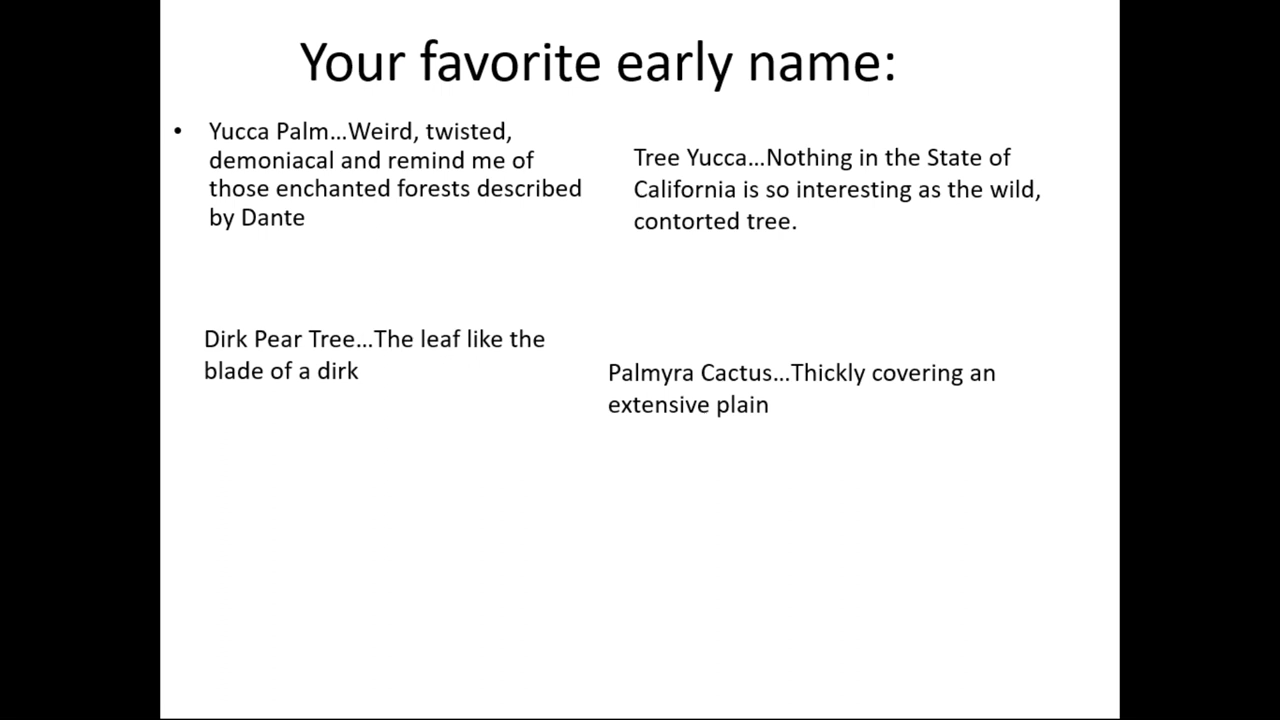 Your favorite early name:
• Yucca Palm...Weird, twisted,
demoniacal and remind me of
those enchanted forests described
by Dante
Tree Yucca...Nothing in the State of
California is so interesting as the wild,
contorted tree.
Dirk Pear Tree...The leaf like the
blade of a dirk
Palmyra Cactus...Thickly covering an
extensive plain